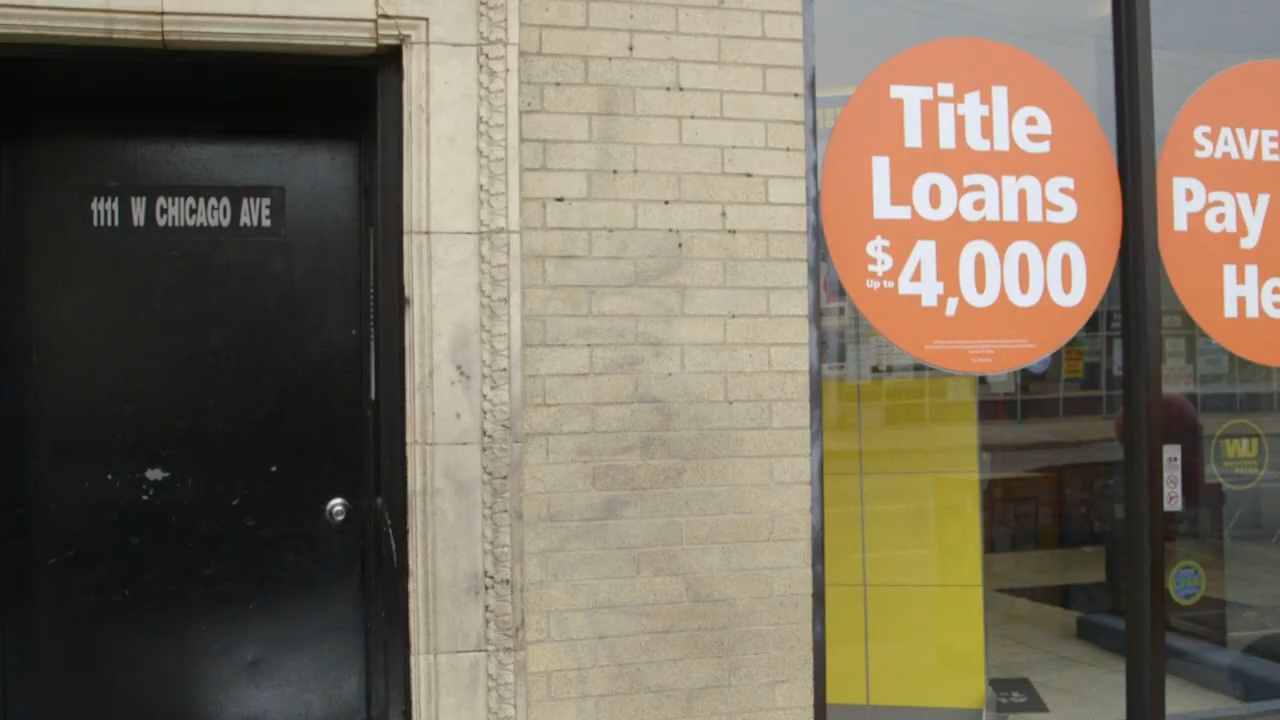 1111 W CHICAGO AVE
Title
Loans
$ Up to 4,000
SAVE
Pay
He
WU